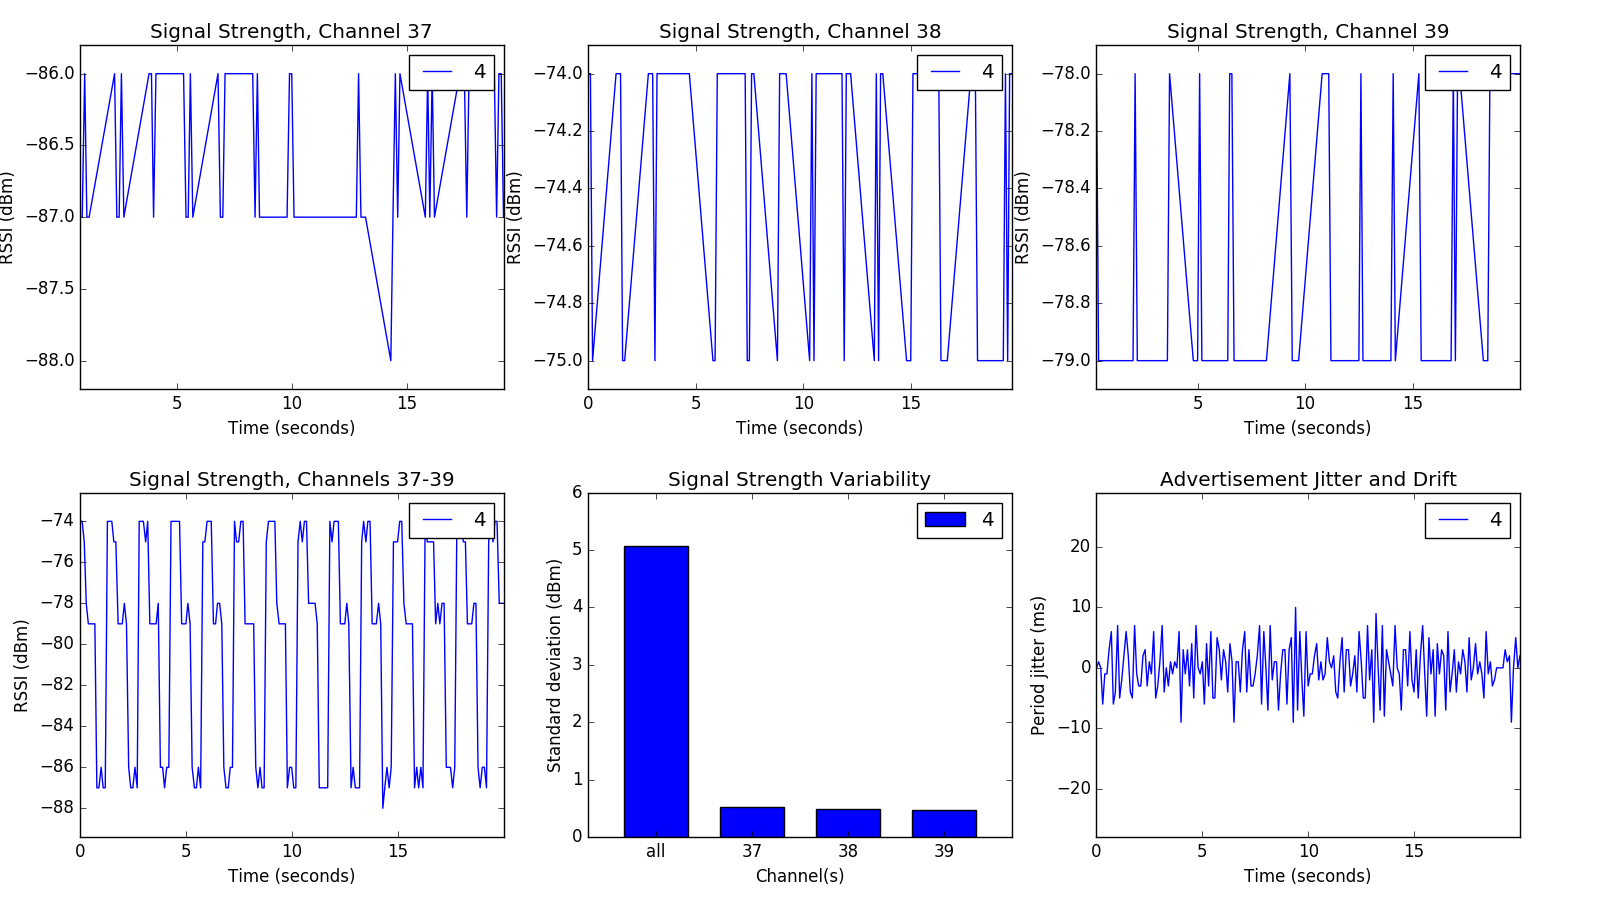 Signal Strength, Channel 37
4
−86.0
−86.5
−87.0
−87.5
−88.0
RSSI (dBm)
5 10 15
Time (seconds)
Signal Strength, Channel 38
4
−74.0
−74.2
−74.4
−74.6
−74.8
−75.0
RSSI (dBm)
0 5 10 15
Time (seconds)
Signal Strength, Channel 39
4
−78.0
−78.2
−78.4
−78.6
−78.8
−79.0
RSSI (dBm)
5 10 15
Time (seconds)
Signal Strength, Channels 37-39
4
−74
−76
−78
−80
−82
−84
−86
−88
RSSI (dBm)
0 5 10 15
Time (seconds)
Signal Strength Variability
4
6
5
4
3
2
1
0
Standard deviation (dBm)
all 37 38 39
Channel(s)
Advertisement Jitter and Drift
4
20
10
0
−10
−20
Period jitter (ms)
0 5 10 15
Time (seconds)